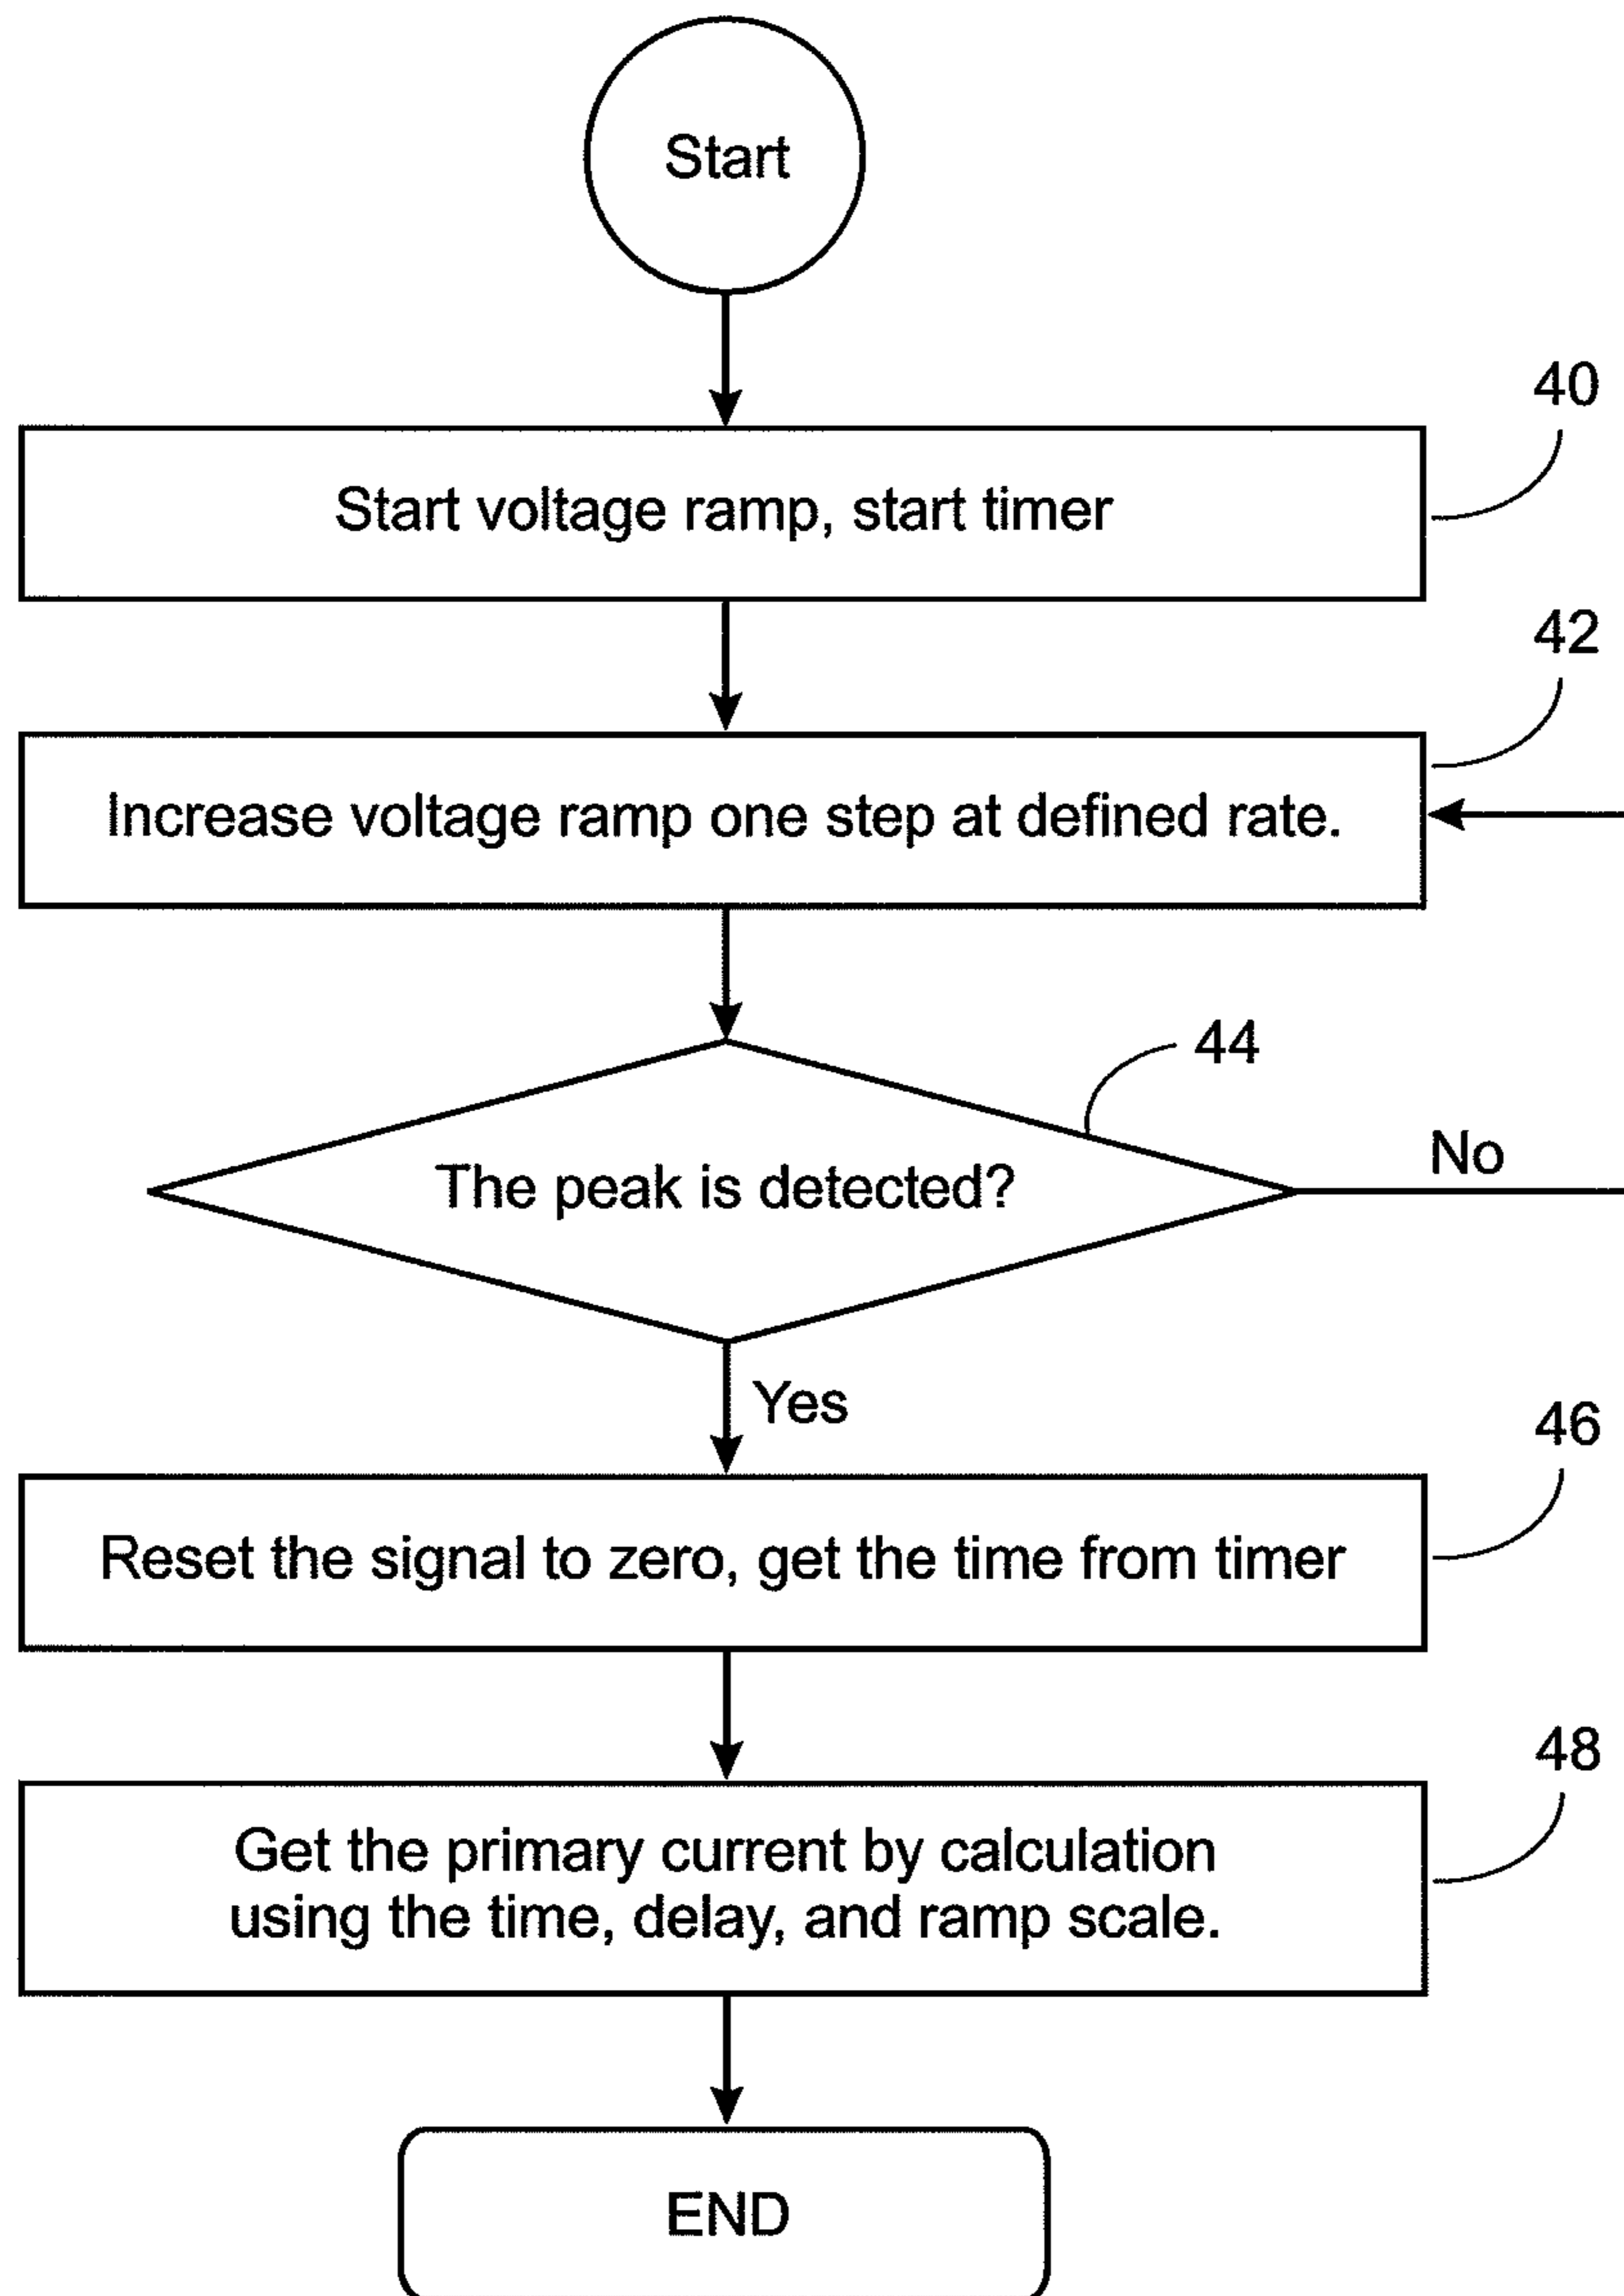 Start
40
Start voltage ramp, start timer
42
Increase voltage ramp one step at defined rate.
44
The peak is detected?
No
Yes
46
Reset the signal to zero, get the time from timer
48
Get the primary current by calculation
using the time, delay, and ramp scale.
END